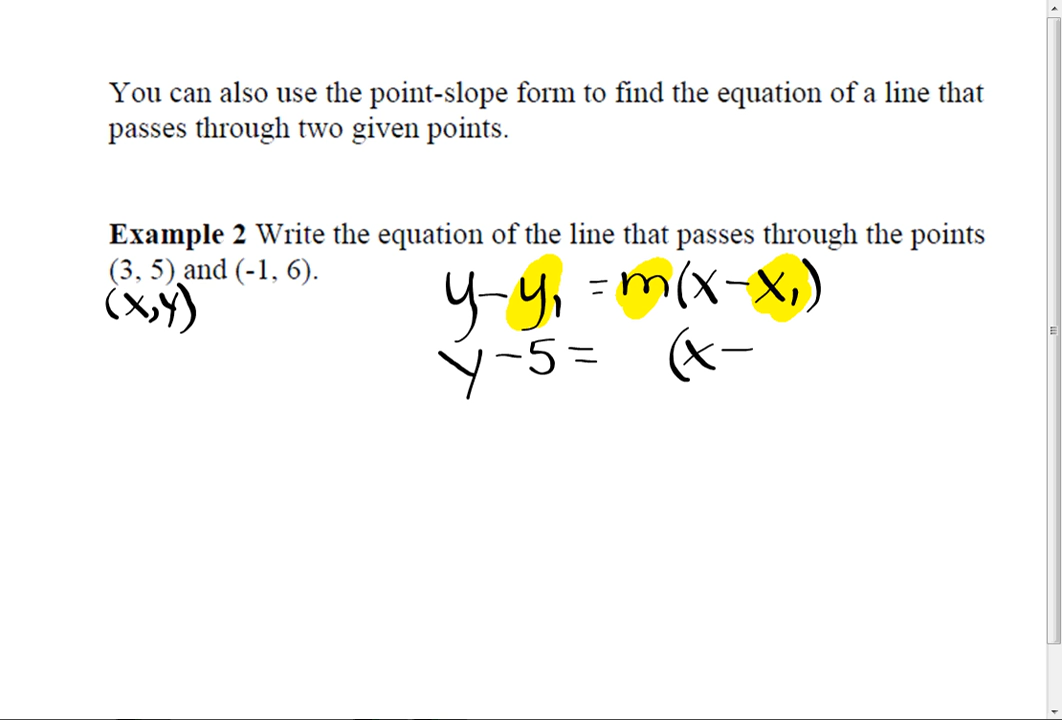 You can also use the point-slope form to find the equation of a line that
passes through two given points.
Example 2 Write the equation of the line that passes through the points
(3, 5) and (-1, 6).
(x,y)
y-y₁ = m(x-x₁)
y-5= (x-